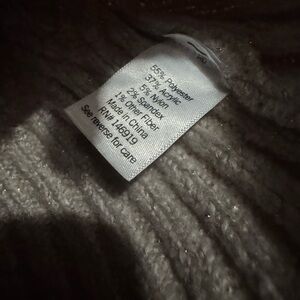 55% Polyester
37% Acrylic
5% Nylon
2% Spandex
1% Other Fiber
Made in China
RN# 146919
See reverse for care